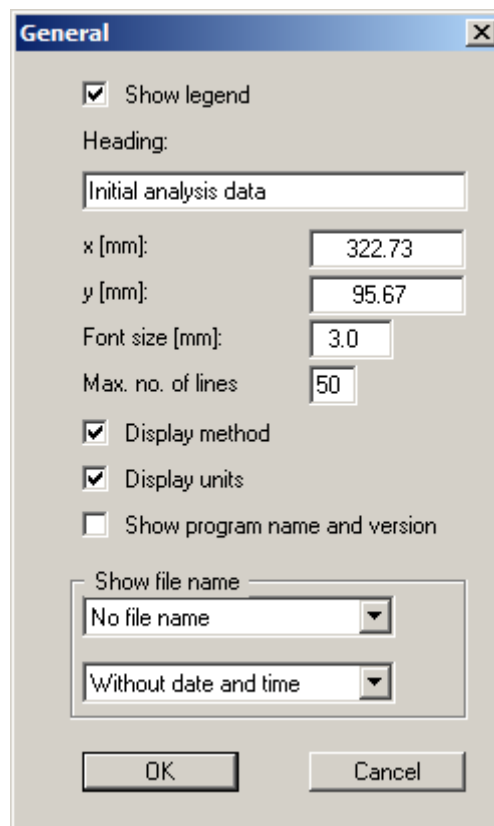 General
Show legend
Heading:
Initial analysis data
x [mm]: 322.73
y [mm]: 95.67
Font size [mm]: 3.0
Max. no. of lines 50
Display method
Display units
Show program name and version
Show file name
No file name
Without date and time
OK Cancel